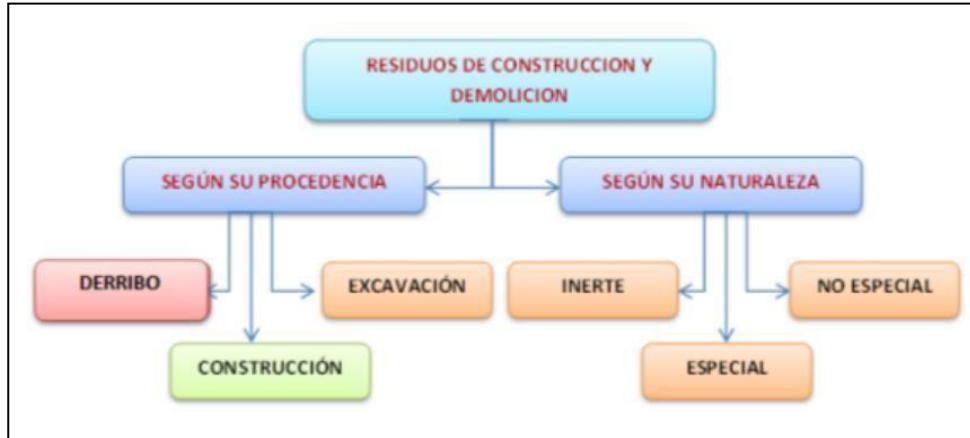 RESIDUOS DE CONSTRUCCION Y
DEMOLICION
SEGÚN SU PROCEDENCIA
SEGÚN SU NATURALEZA
DERRIBO
EXCAVACIÓN
INERTE
NO ESPECIAL
CONSTRUCCIÓN
ESPECIAL